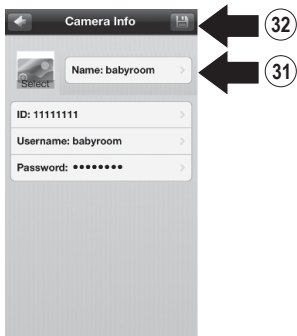 Camera Info
32
Name: babyroom
31
Select
ID: 11111111
Username: babyroom
Password: ••••••••